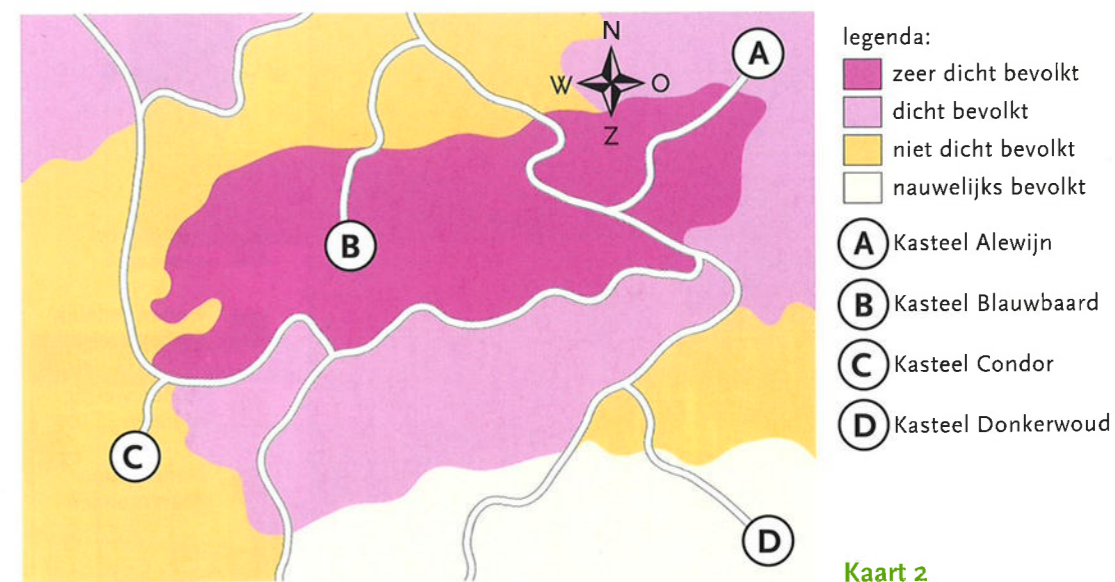 N
W O
Z
A
B
C
D
legenda:
zeer dicht bevolkt
dicht bevolkt
niet dicht bevolkt
nauwelijks bevolkt
A Kasteel Alewijn
B Kasteel Blauwbaard
C Kasteel Condor
D Kasteel Donkerwoud
Kaart 2